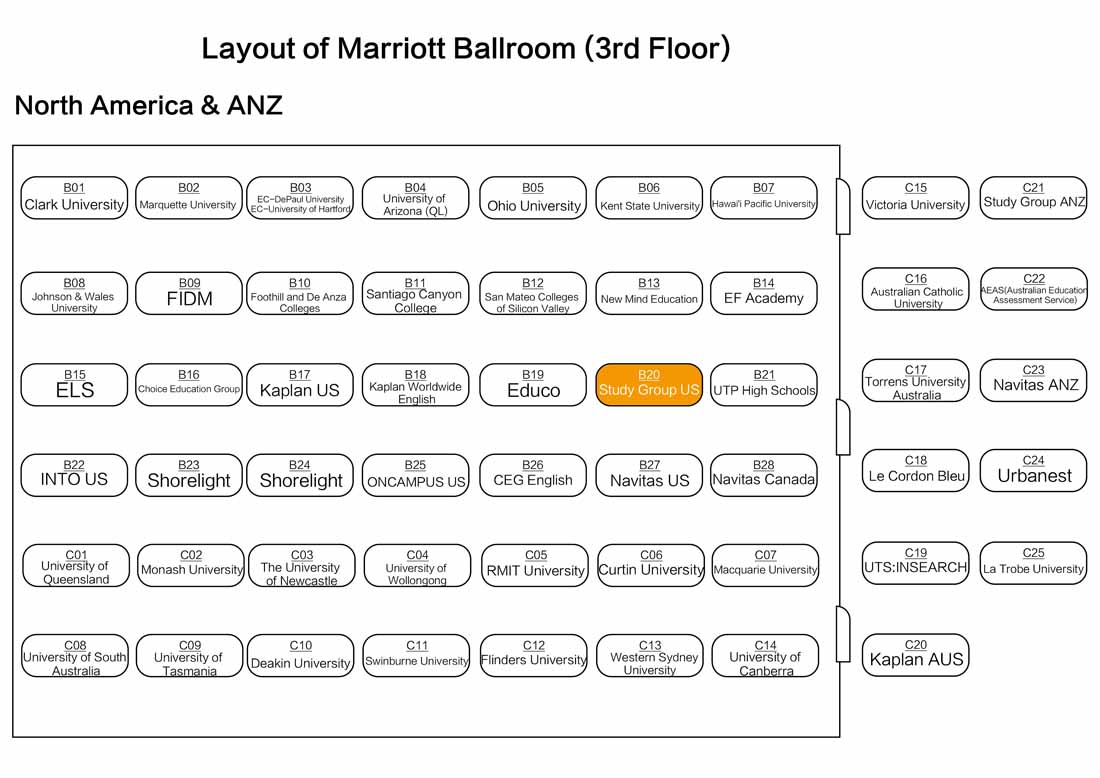 Layout of Marriott Ballroom (3rd Floor)
North America & ANZ
B01
Clark University
B02
Marquette University
B03
EC-DePaul University
EC-University of Hartford
B04
University of
Arizona (QL)
B05
Ohio University
B06
Kent State University
B07
Hawai'i Pacific University
C15
Victoria University
C21
Study Group ANZ
B08
Johnson & Wales
University
B09
FIDM
B10
Foothill and De Anza
Colleges
B11
Santiago Canyon
College
B12
San Mateo Colleges
of Silicon Valley
B13
New Mind Education
B14
EF Academy
C16
Australian Catholic
University
C22
AEAS(Australian Education
Assessment Service)
B15
ELS
B16
Choice Education Group
B17
Kaplan US
B18
Kaplan Worldwide
English
B19
Educo
B20
Study Group US
B21
UTP High Schools
C17
Torrens University
Australia
C23
Navitas ANZ
B22
INTO US
B23
Shorelight
B24
Shorelight
B25
ONCAMPUS US
B26
CEG English
B27
Navitas US
B28
Navitas Canada
C18
Le Cordon Bleu
C24
Urbanest
C01
University of
Queensland
C02
Monash University
C03
The University
of Newcastle
C04
University of
Wollongong
C05
RMIT University
C06
Curtin University
C07
Macquarie University
C19
UTS:INSEARCH
C25
La Trobe University
C08
University of South
Australia
C09
University of
Tasmania
C10
Deakin University
C11
Swinburne University
C12
Flinders University
C13
Western Sydney
University
C14
University of
Canberra
C20
Kaplan AUS